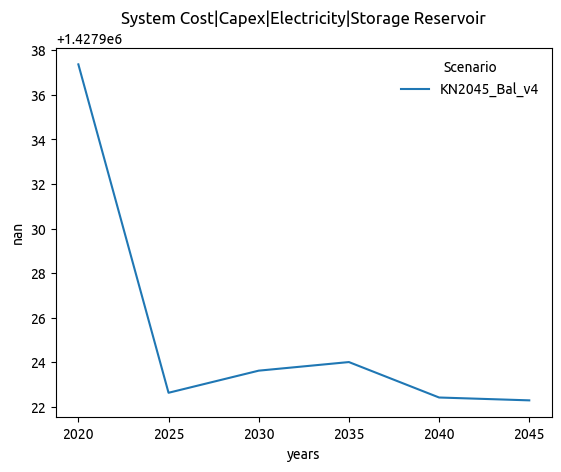 System Cost|Capex|Electricity|Storage Reservoir
+1.4279e6
38
36
34
32
30
28
26
24
22
nan
Scenario
KN2045_Bal_v4
2020 2025 2030 2035 2040 2045
years